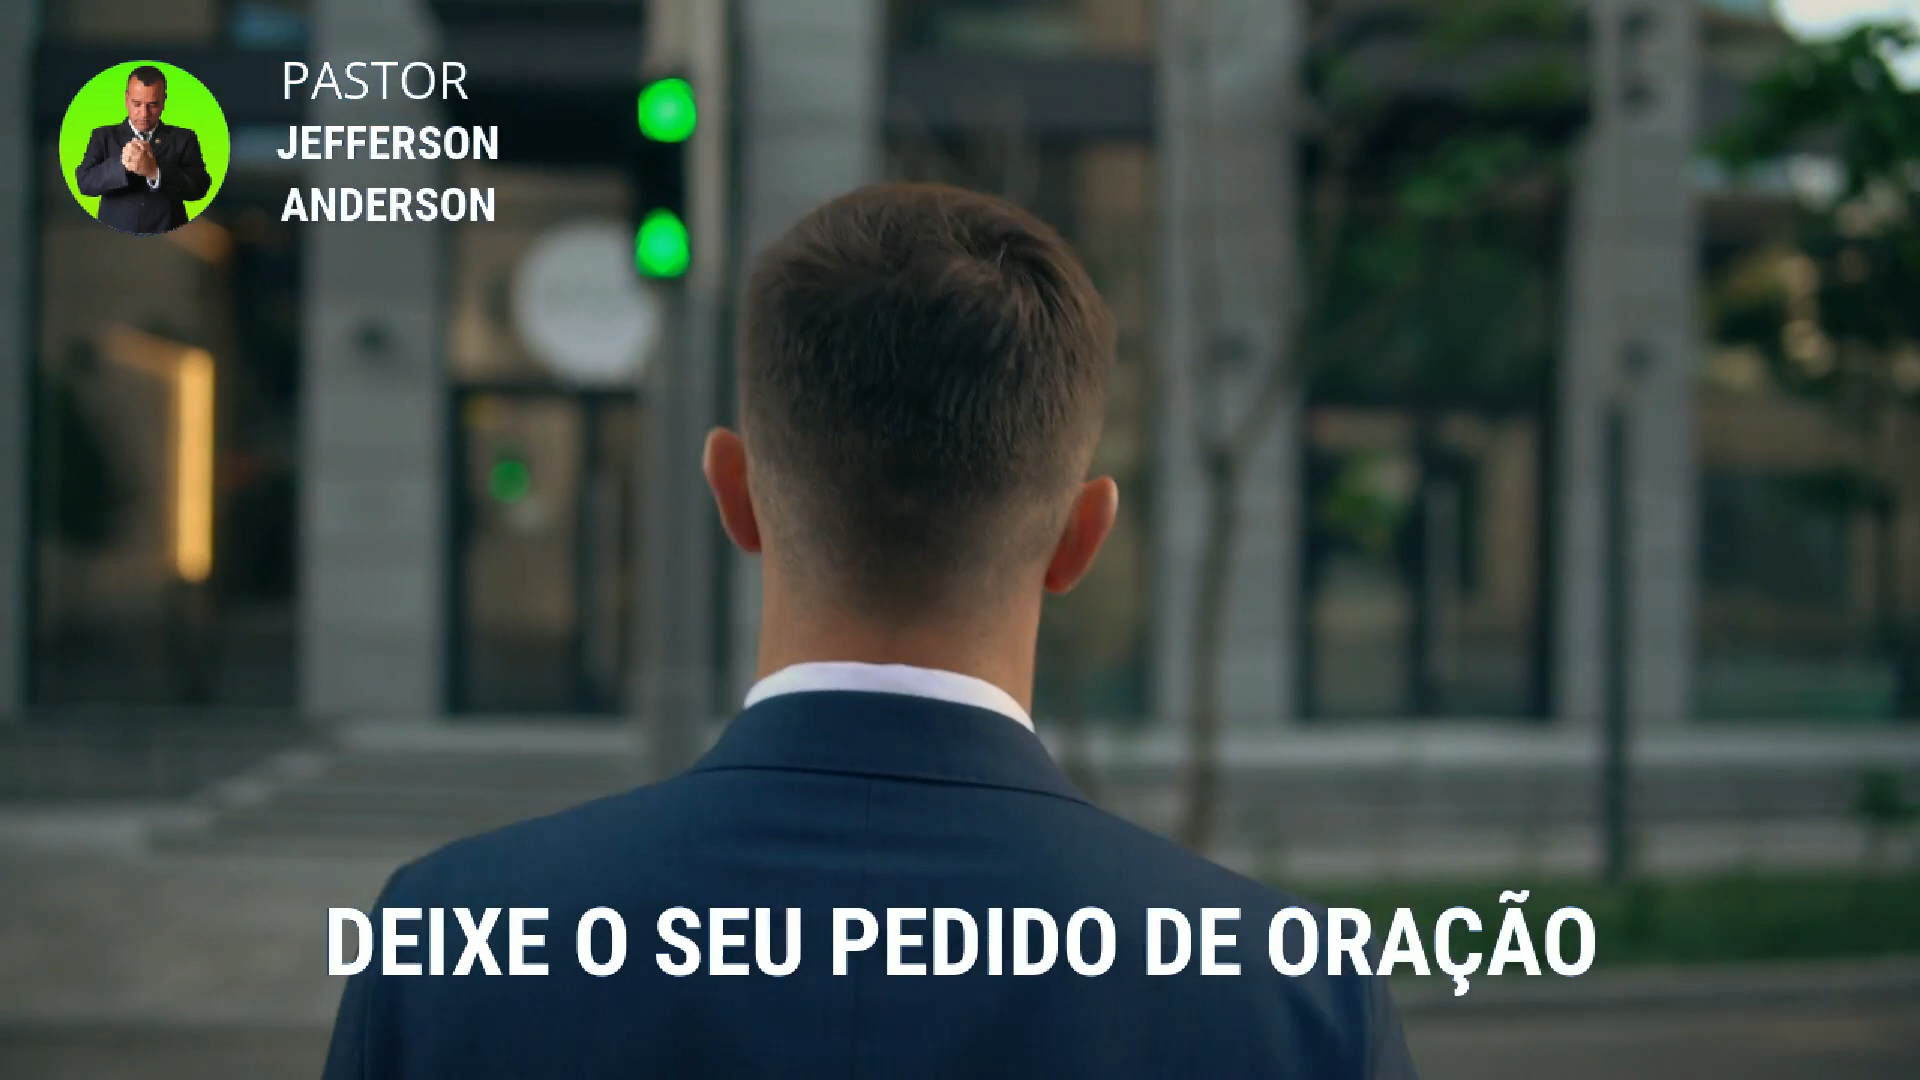 PASTOR
JEFFERSON
ANDERSON
DEIXE O SEU PEDIDO DE ORAÇÃO